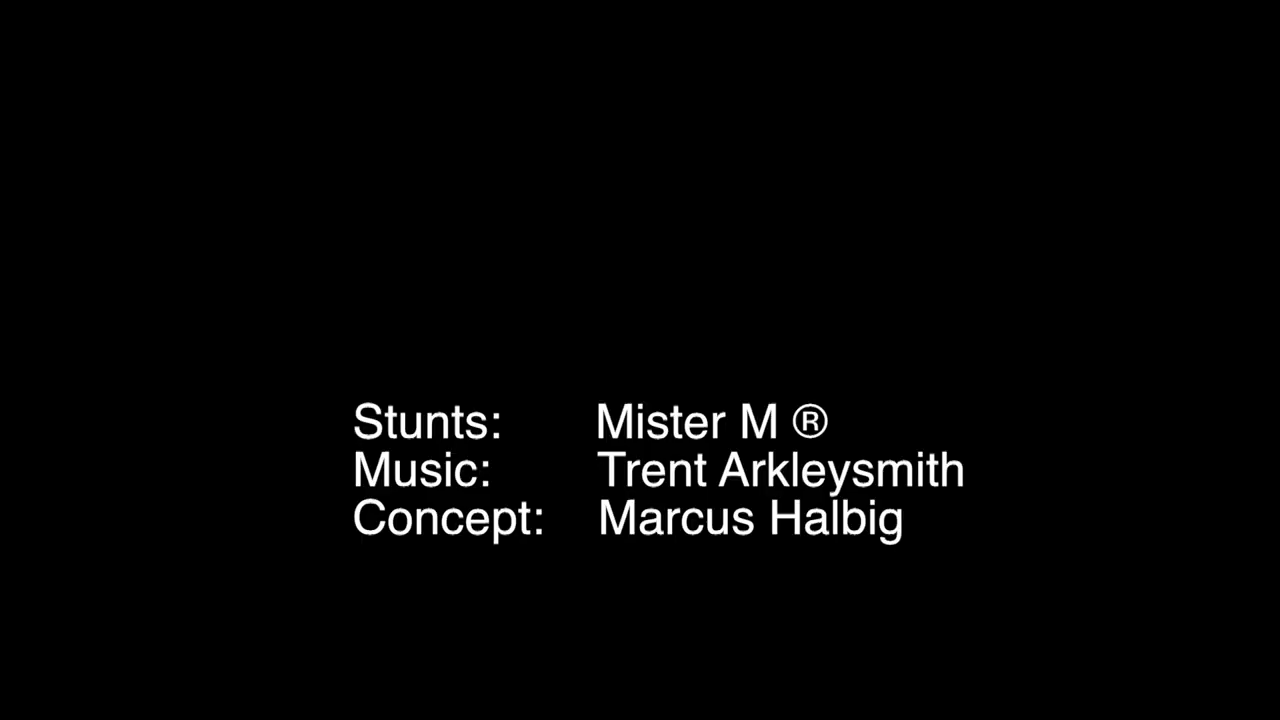 Stunts: Mister M ®
Music: Trent Arkleysmith
Concept: Marcus Halbig